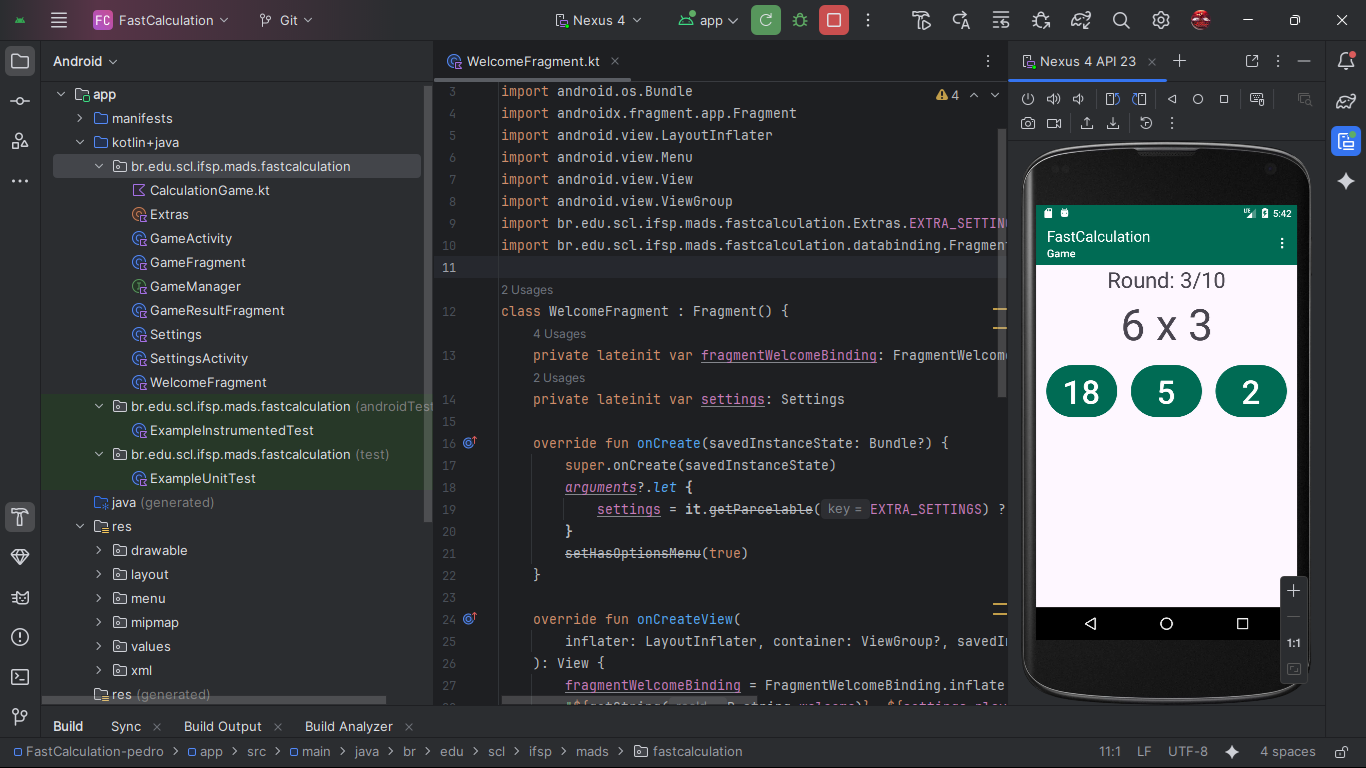 FC FastCalculation Git Nexus 4 app
Android
app
manifests
kotlin+java
br.edu.scl.ifsp.mads.fastcalculation
CalculationGame.kt
Extras
GameActivity
GameFragment
GameManager
GameResultFragment
Settings
SettingsActivity
WelcomeFragment
br.edu.scl.ifsp.mads.fastcalculation (androidTest
ExampleInstrumentedTest
br.edu.scl.ifsp.mads.fastcalculation (test)
ExampleUnitTest
java (generated)
res
drawable
layout
menu
mipmap
values
xml
res (generated)
WelcomeFragment.kt
4
3 import android.os.Bundle
4 import androidx.fragment.app.Fragment
5 import android.view.LayoutInflater
6 import android.view.Menu
7 import android.view.View
8 import android.view.ViewGroup
9 import br.edu.scl.ifsp.mads.fastcalculation.Extras.EXTRA_SETTING
10 import br.edu.scl.ifsp.mads.fastcalculation.databinding.Fragment
11
2 Usages
12 class WelcomeFragment : Fragment() {
4 Usages
13 private lateinit var fragmentWelcomeBinding: FragmentWelcome
2 Usages
14 private lateinit var settings: Settings
15
16 override fun onCreate(savedInstanceState: Bundle?) {
17 super.onCreate(savedInstanceState)
18 arguments?.let {
19 settings = it.getParcelable( key = EXTRA_SETTINGS) ?
20 }
21 setHasOptionsMenu(true)
22 }
23
24 override fun onCreateView(
25 inflater: LayoutInflater, container: ViewGroup?, savedIn
26 ): View {
27 fragmentWelcomeBinding = FragmentWelcomeBinding.inflate
Nexus 4 API 23
5:42
FastCalculation
Game
Round: 3/10
6 x 3
18 5 2
1:1
Build Sync Build Output Build Analyzer
FastCalculation-pedro app src main java br edu scl ifsp mads fastcalculation 11:1 LF UTF-8 4 spaces